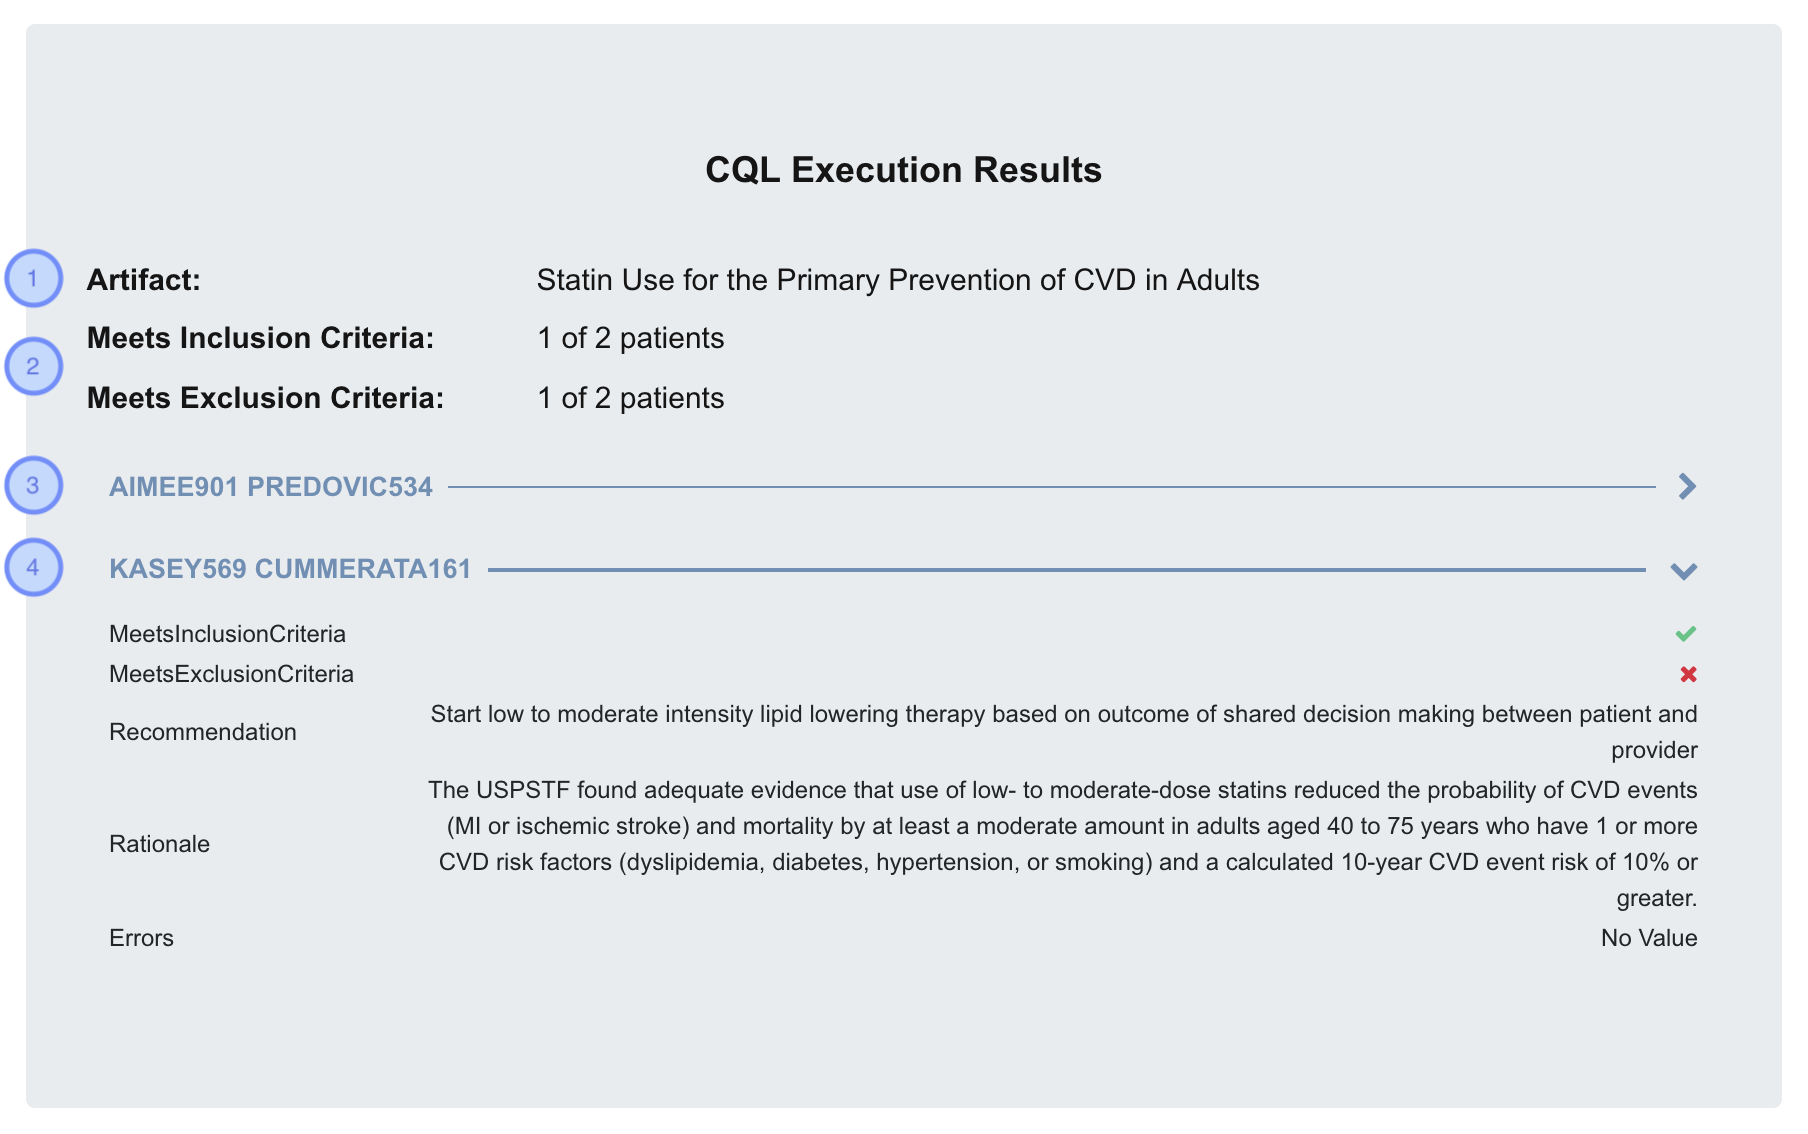 CQL Execution Results
1 Artifact: Statin Use for the Primary Prevention of CVD in Adults
Meets Inclusion Criteria: 1 of 2 patients
2
Meets Exclusion Criteria: 1 of 2 patients
3 AIMEE901 PREDOVIC534
4 KASEY569 CUMMERATA161
MeetsInclusionCriteria
MeetsExclusionCriteria
Recommendation
Start low to moderate intensity lipid lowering therapy based on outcome of shared decision making between patient and
provider
Rationale
The USPSTF found adequate evidence that use of low- to moderate-dose statins reduced the probability of CVD events
(MI or ischemic stroke) and mortality by at least a moderate amount in adults aged 40 to 75 years who have 1 or more
CVD risk factors (dyslipidemia, diabetes, hypertension, or smoking) and a calculated 10-year CVD event risk of 10% or
greater.
Errors No Value